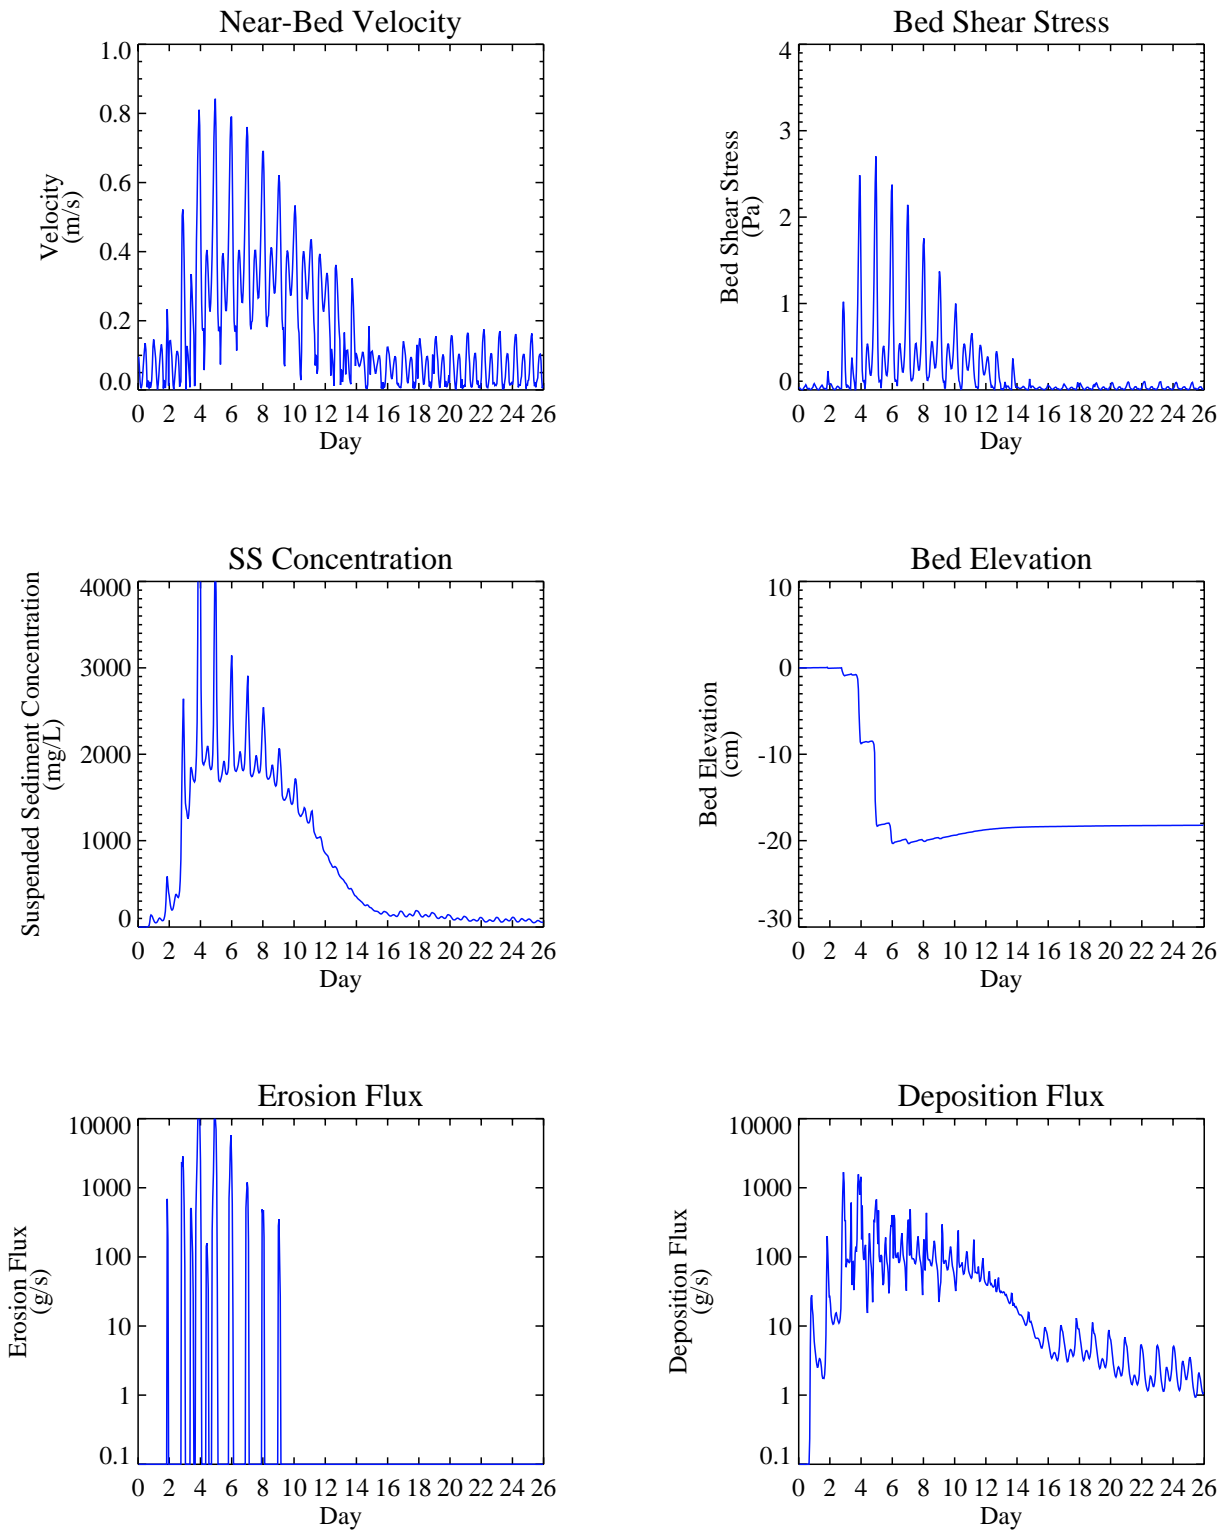 Near-Bed Velocity
1.0
0.8
0.6
0.4
0.2
0.0
Velocity
(m/s)
0 2 4 6 8 10 12 14 16 18 20 22 24 26
Day
Bed Shear Stress
4
3
2
1
0
Bed Shear Stress
(Pa)
0 2 4 6 8 10 12 14 16 18 20 22 24 26
Day
SS Concentration
4000
3000
2000
1000
0
Suspended Sediment Concentration
(mg/L)
0 2 4 6 8 10 12 14 16 18 20 22 24 26
Day
Bed Elevation
10
0
-10
-20
-30
Bed Elevation
(cm)
0 2 4 6 8 10 12 14 16 18 20 22 24 26
Day
Erosion Flux
10000
1000
100
10
1
0.1
Erosion Flux
(g/s)
0 2 4 6 8 10 12 14 16 18 20 22 24 26
Day
Deposition Flux
10000
1000
100
10
1
0.1
Deposition Flux
(g/s)
0 2 4 6 8 10 12 14 16 18 20 22 24 26
Day